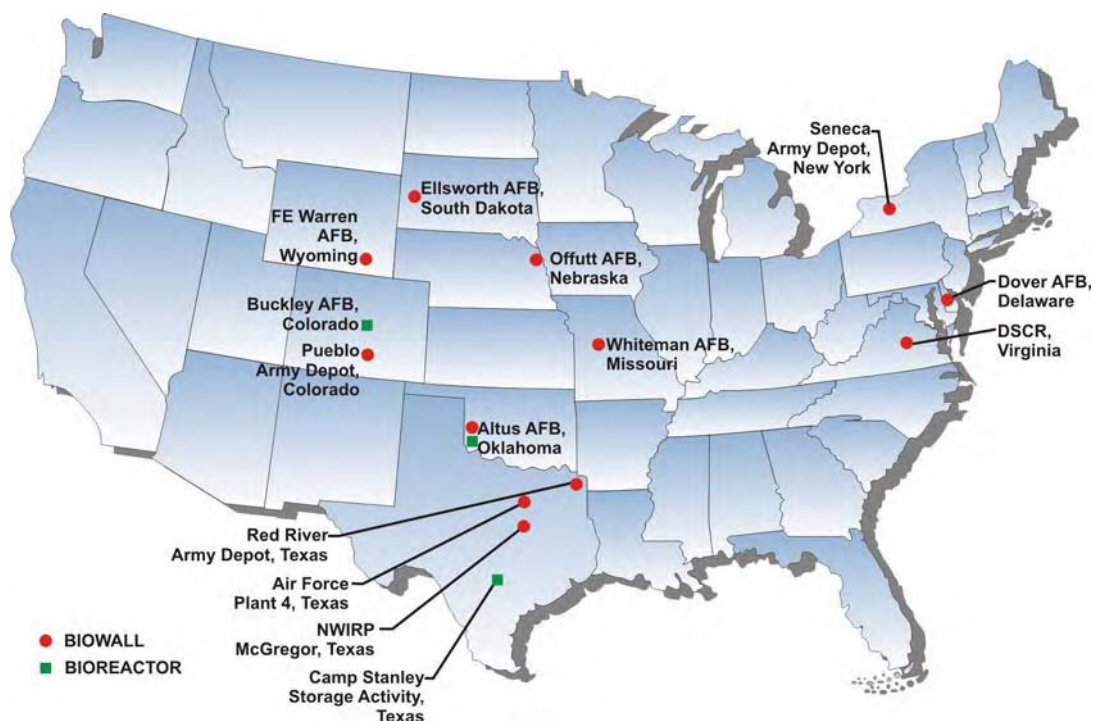 Seneca
Army Depot,
New York
Ellsworth AFB,
South Dakota
FE Warren
AFB,
Wyoming
Offutt AFB,
Nebraska
Dover AFB,
Delaware
Buckley AFB,
Colorado
DSCR,
Virginia
Whiteman AFB,
Missouri
Pueblo
Army Depot,
Colorado
Altus AFB,
Oklahoma
Red River
Army Depot, Texas
Air Force
Plant 4, Texas
NWIRP
McGregor, Texas
Camp Stanley
Storage Activity,
Texas
BIOWALL
BIOREACTOR